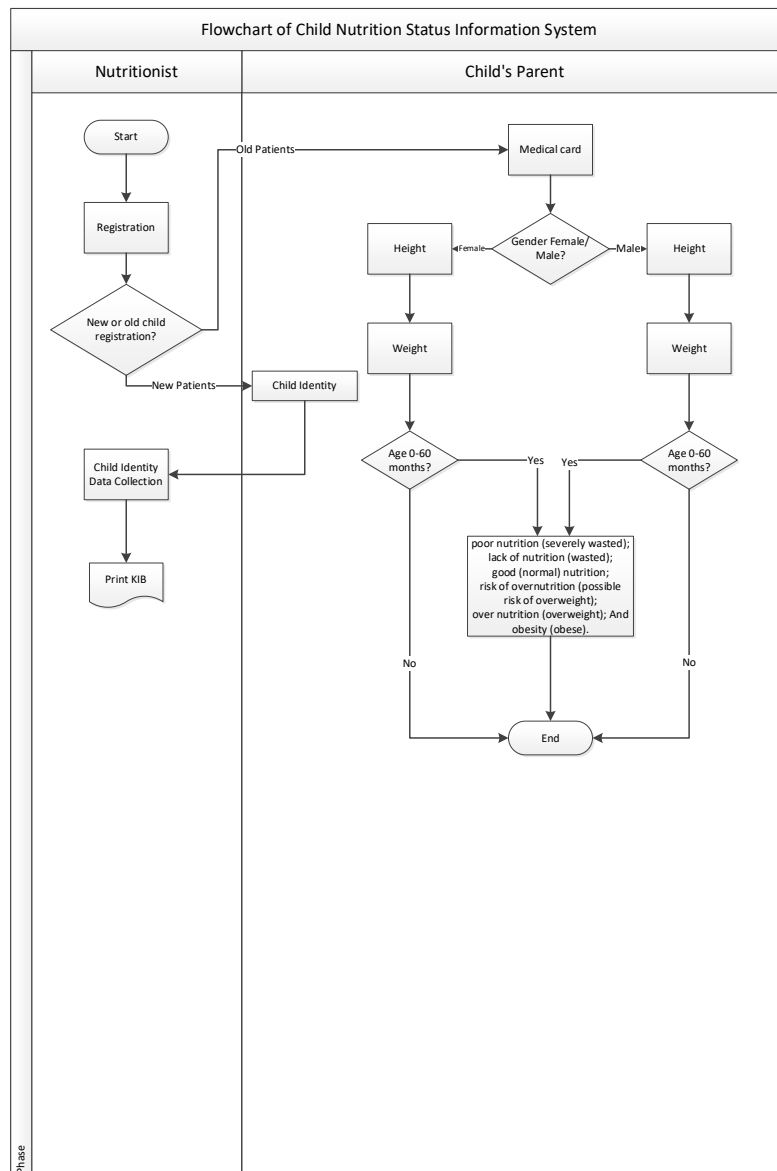 Flowchart of Child Nutrition Status Information System
Nutritionist
Child's Parent
Start
Old Patients
Medical card
Registration
Gender Female/
Male?
Female
Male
Height
Height
New or old child
registration?
Weight
Weight
New Patients
Child Identity
Age 0-60
months?
Age 0-60
months?
Yes
Yes
Child Identity
Data Collection
poor nutrition (severely wasted);
lack of nutrition (wasted);
good (normal) nutrition;
risk of overnutrition (possible
risk of overweight);
over nutrition (overweight); And
obesity (obese).
Print KIB
No
No
End
Phase